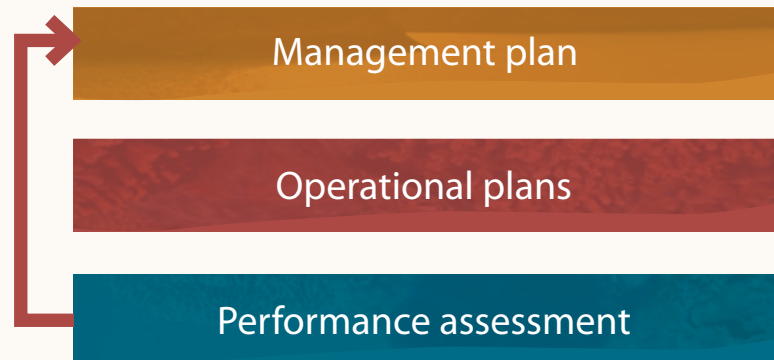 Management plan
Operational plans
Performance assessment